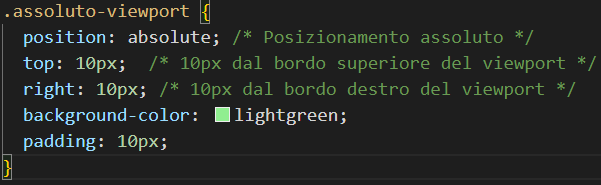 .assoluto-viewport {
  position: absolute; /* Posizionamento assoluto */
  top: 10px;  /* 10px dal bordo superiore del viewport */
  right: 10px; /* 10px dal bordo destro del viewport */
  background-color: lightgreen;
  padding: 10px;
}